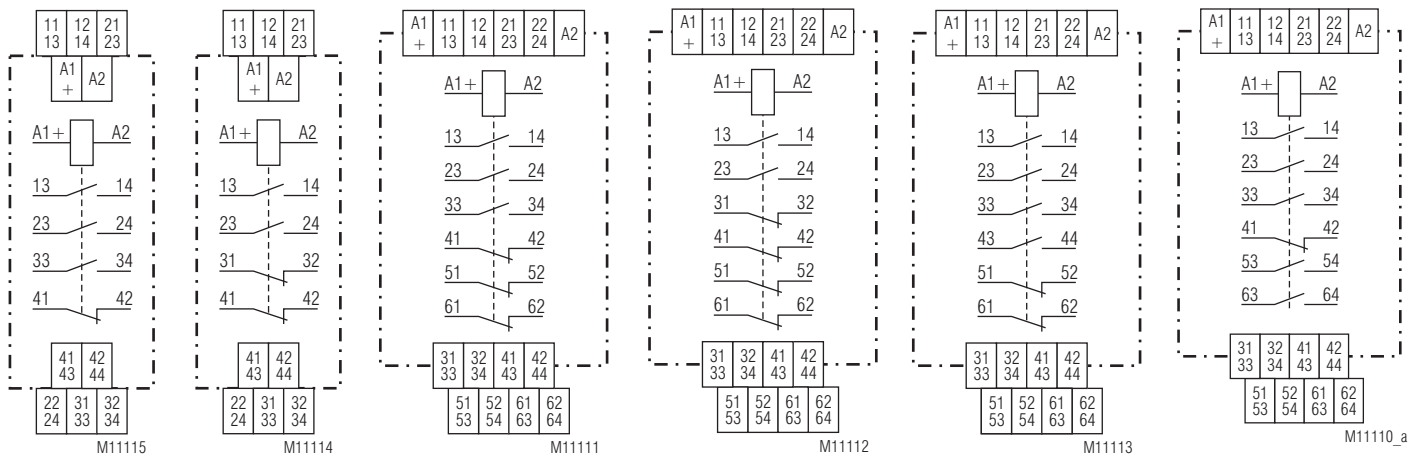 11 12 21
13 14 23
A1 A2
+
A1+ A2
13 14
23 24
33 34
41 42
41 42
43 44
22 31 32
24 33 34
M11115
11 12 21
13 14 23
A1 A2
+
A1+ A2
13 14
23 24
31 32
41 42
41 42
43 44
22 31 32
24 33 34
M11114
A1 11 12 21 22 A2
+ 13 14 23 24
A1+ A2
13 14
23 24
33 34
41 42
51 52
61 62
31 32 41 42
33 34 43 44
51 52 61 62
53 54 63 64
M11111
A1 11 12 21 22 A2
+ 13 14 23 24
A1+ A2
13 14
23 24
31 32
41 42
51 52
61 62
31 32 41 42
33 34 43 44
51 52 61 62
53 54 63 64
M11112
A1 11 12 21 22 A2
+ 13 14 23 24
A1+ A2
13 14
23 24
33 34
43 44
51 52
61 62
31 32 41 42
33 34 43 44
51 52 61 62
53 54 63 64
M11113
A1 11 12 21 22 A2
+ 13 14 23 24
A1+ A2
13 14
23 24
33 34
41 42
53 54
63 64
31 32 41 42
33 34 43 44
51 52 61 62
53 54 63 64
M11110_a